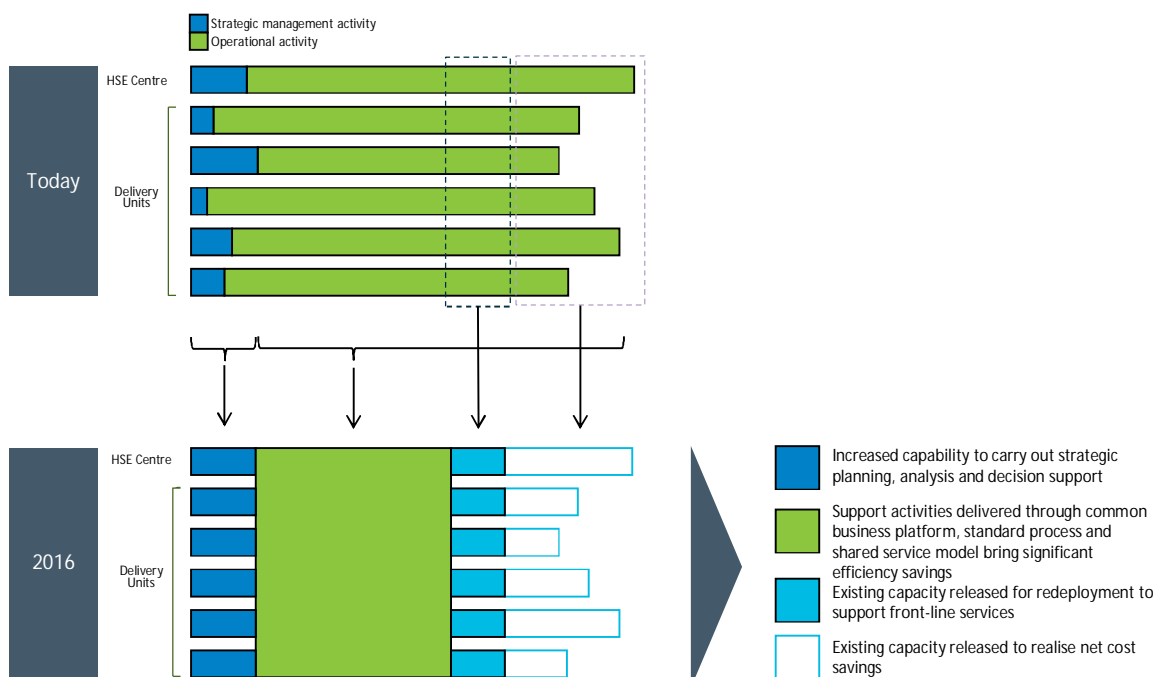 Strategic management activity
Operational activity
HSE Centre
Today
Delivery
Units
HSE Centre
2016
Delivery
Units
Increased capability to carry out strategic
planning, analysis and decision support
Support activities delivered through common
business platform, standard process and
shared service model bring significant
efficiency savings
Existing capacity released for redeployment to
support front-line services
Existing capacity released to realise net cost
savings